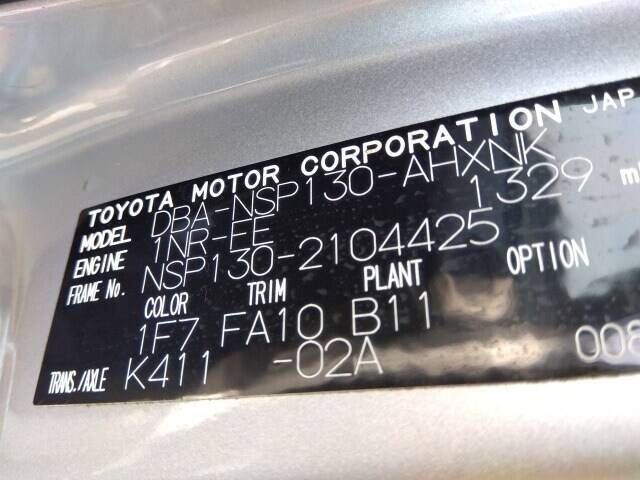 TOYOTA MOTOR CORPORATION JAP
MODEL DBA-NSP130-AHXNK
ENGINE 1NR-FE 1329 m
FRAME No. NSP130-2104425
COLOR TRIM PLANT OPTION
1F7 FA10 B11
TRANS./AXLE K411 -02A 008